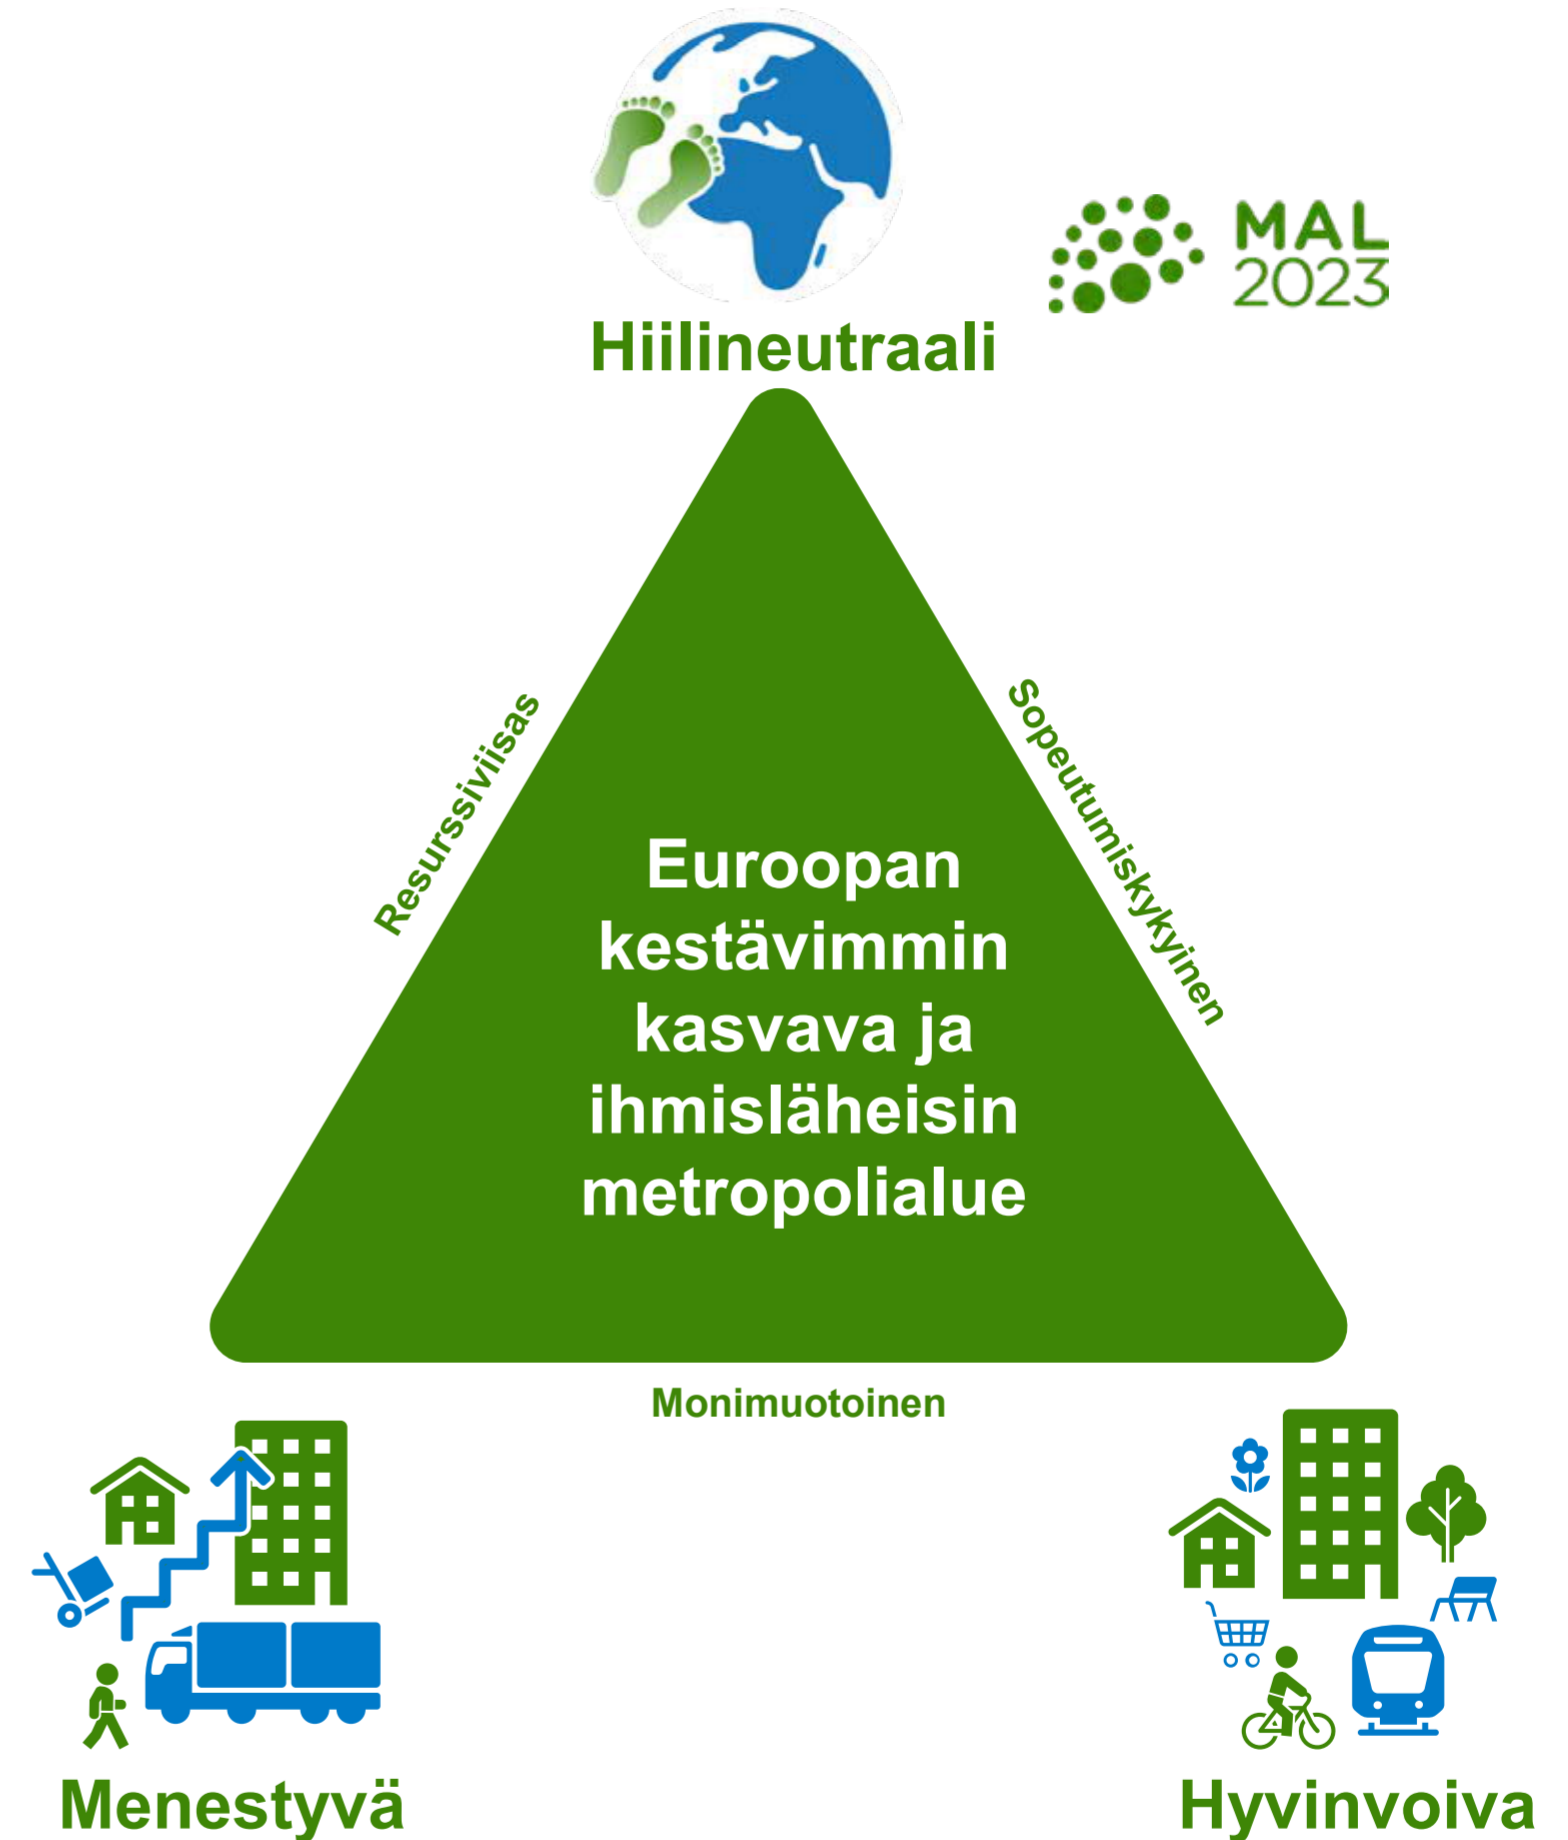 MAL
2023
Hiilineutraali
Resurssiviisas
Sopeutumiskykyinen
Euroopan
kestävimmin
kasvava ja
ihmisläheisin
metropolialue
Monimuotoinen
Menestyvä
Hyvinvoiva